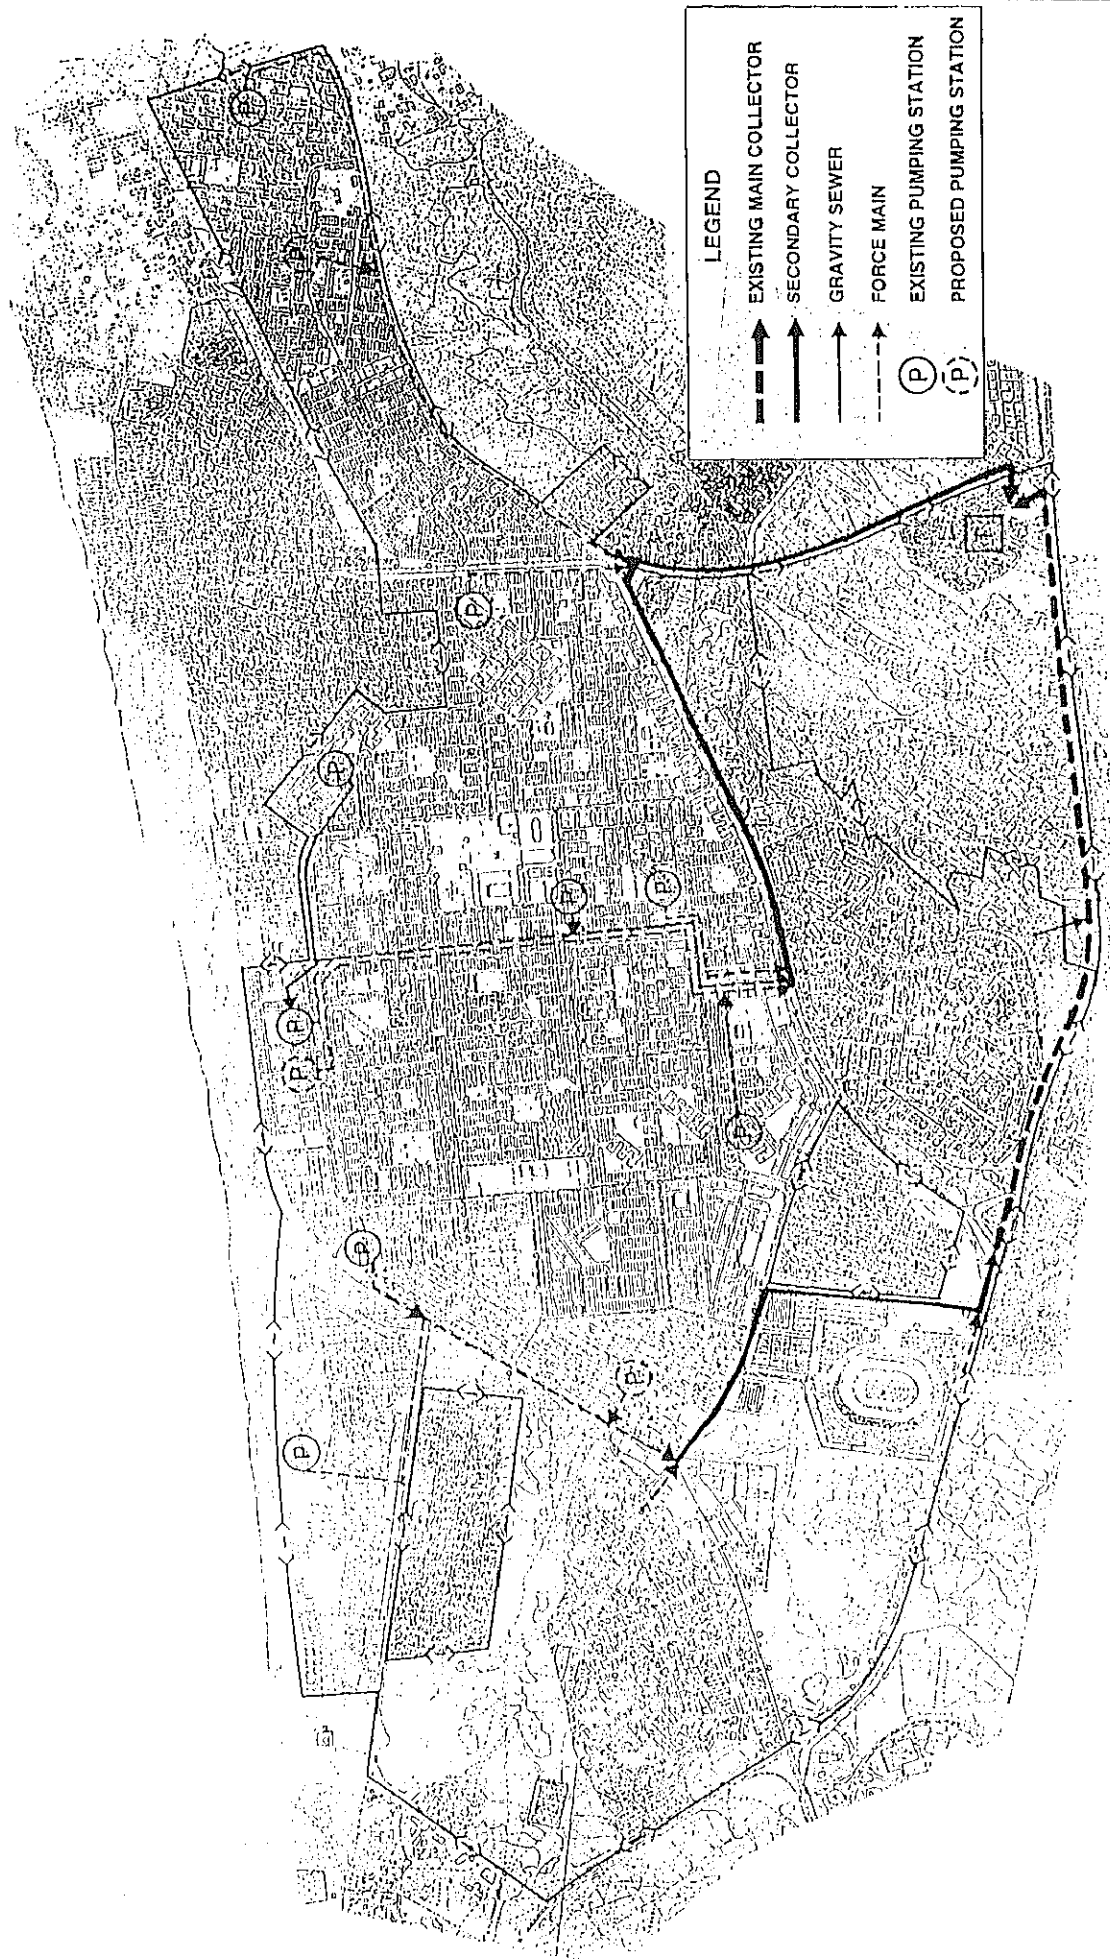 LEGEND
EXISTING MAIN COLLECTOR
SECONDARY COLLECTOR
GRAVITY SEWER
FORCE MAIN
P EXISTING PUMPING STATION
P PROPOSED PUMPING STATION
P
P
P
P
P
P
P
P
P
P
P
P
T